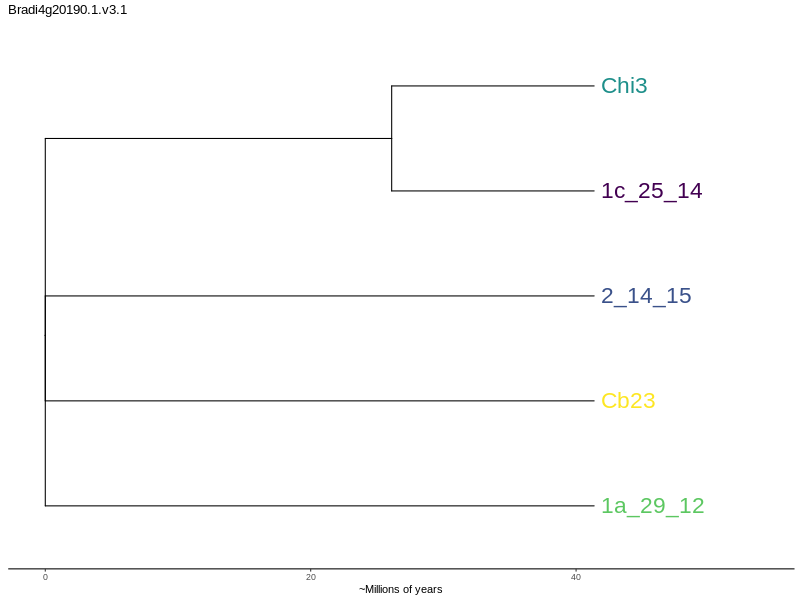 Bradi4g20190.1.v3.1
Chi3
1c_25_14
2_14_15
Cb23
1a_29_12
0 20 40
~Millions of years